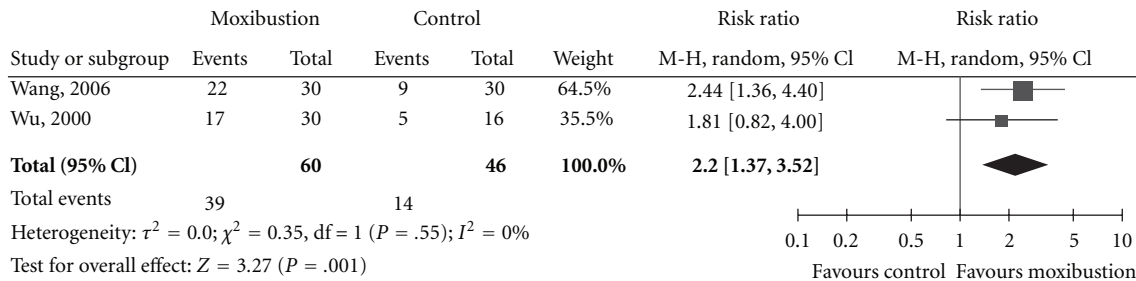 Moxibustion Control Risk ratio Risk ratio
Study or subgroup Events Total Events Total Weight M-H, random, 95% Cl M-H, random, 95% Cl
Wang, 2006 22 30 9 30 64.5% 2.44 [1.36, 4.40]
Wu, 2000 17 30 5 16 35.5% 1.81 [0.82, 4.00]
Total (95% Cl) 60 46 100.0% 2.2 [1.37, 3.52]
Total events 39 14
Heterogeneity: τ² = 0.0; χ² = 0.35, df = 1 (P = .55); I² = 0%
Test for overall effect: Z = 3.27 (P = .001)
0.1 0.2 0.5 1 2 5 10
Favours control Favours moxibustion